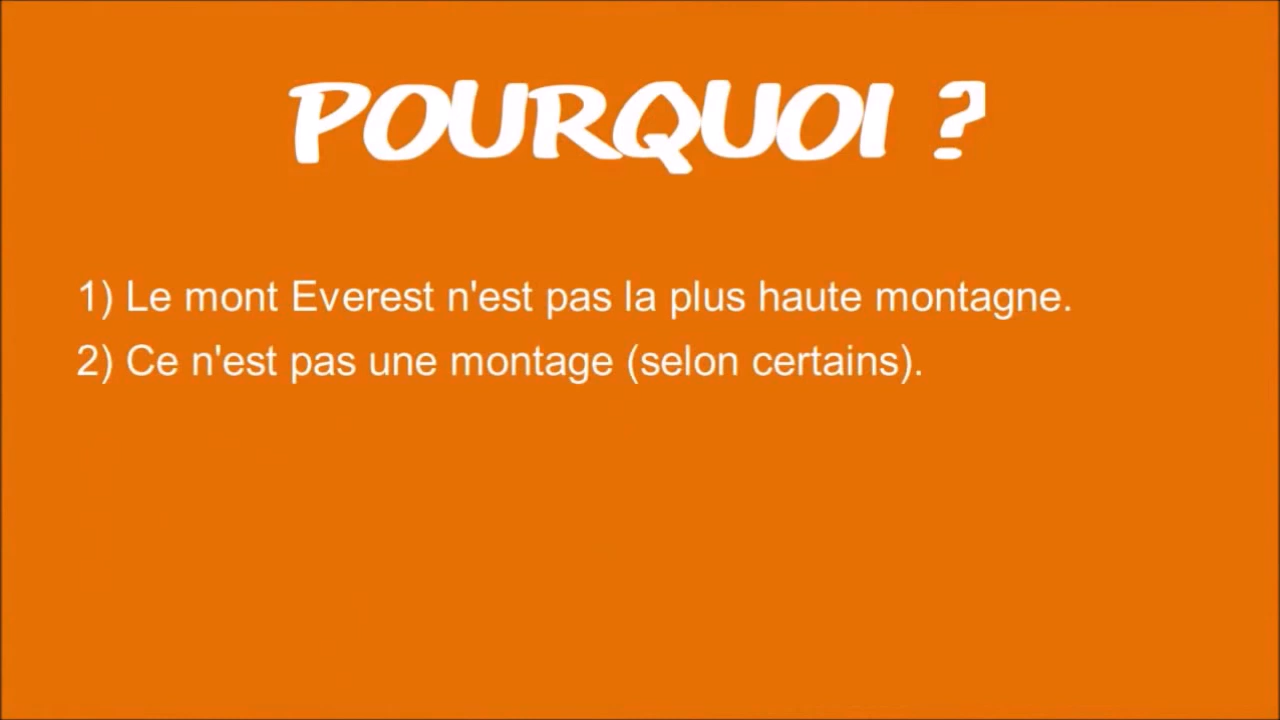 POURQUOI ?
1) Le mont Everest n'est pas la plus haute montagne.
2) Ce n'est pas une montage (selon certains).